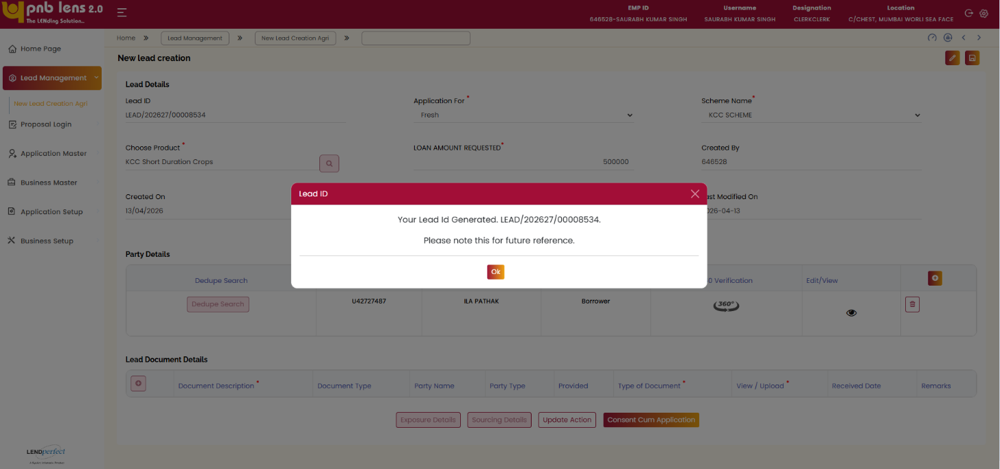 pnb lens 2.0
The LENding Solution..
EMP ID Username Designation Location
646528-SAURABH KUMAR SINGH SAURABH KUMAR SINGH CLERKCLERK C/CHEST, MUMBAI WORLI SEA FACE
Home » Lead Management » New Lead Creation Agri »
Home Page
Lead Management
New Lead Creation Agri
Proposal Login
Application Master
Business Master
Application Setup
Business Setup
LENDperfect
New lead creation
Lead Details
Lead ID Application For * Scheme Name *
LEAD/202627/00008534 Fresh KCC SCHEME
Choose Product * LOAN AMOUNT REQUESTED * Created By
KCC Short Duration Crops 500000 646528
Created On ast Modified On
13/04/2026 026-04-13
Lead ID
Your Lead Id Generated. LEAD/202627/00008534.
Please note this for future reference.
Ok
Party Details
Dedupe Search 0 Verification Edit/View
Dedupe Search U42727487 ILA PATHAK Borrower 360°
Lead Document Details
Document Description * Document Type Party Name Party Type Provided Type of Document * View / Upload * Received Date Remarks
Exposure Details Sourcing Details Update Action Consent Cum Application